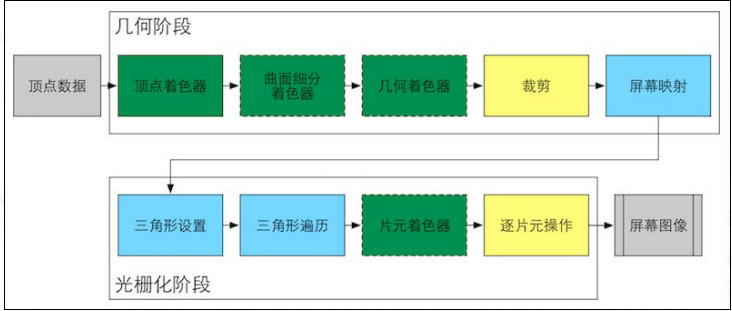 几何阶段
顶点数据
顶点着色器
曲面细分
着色器
几何着色器
裁剪
屏幕映射
三角形设置
三角形遍历
片元着色器
逐片元操作
屏幕图像
光栅化阶段